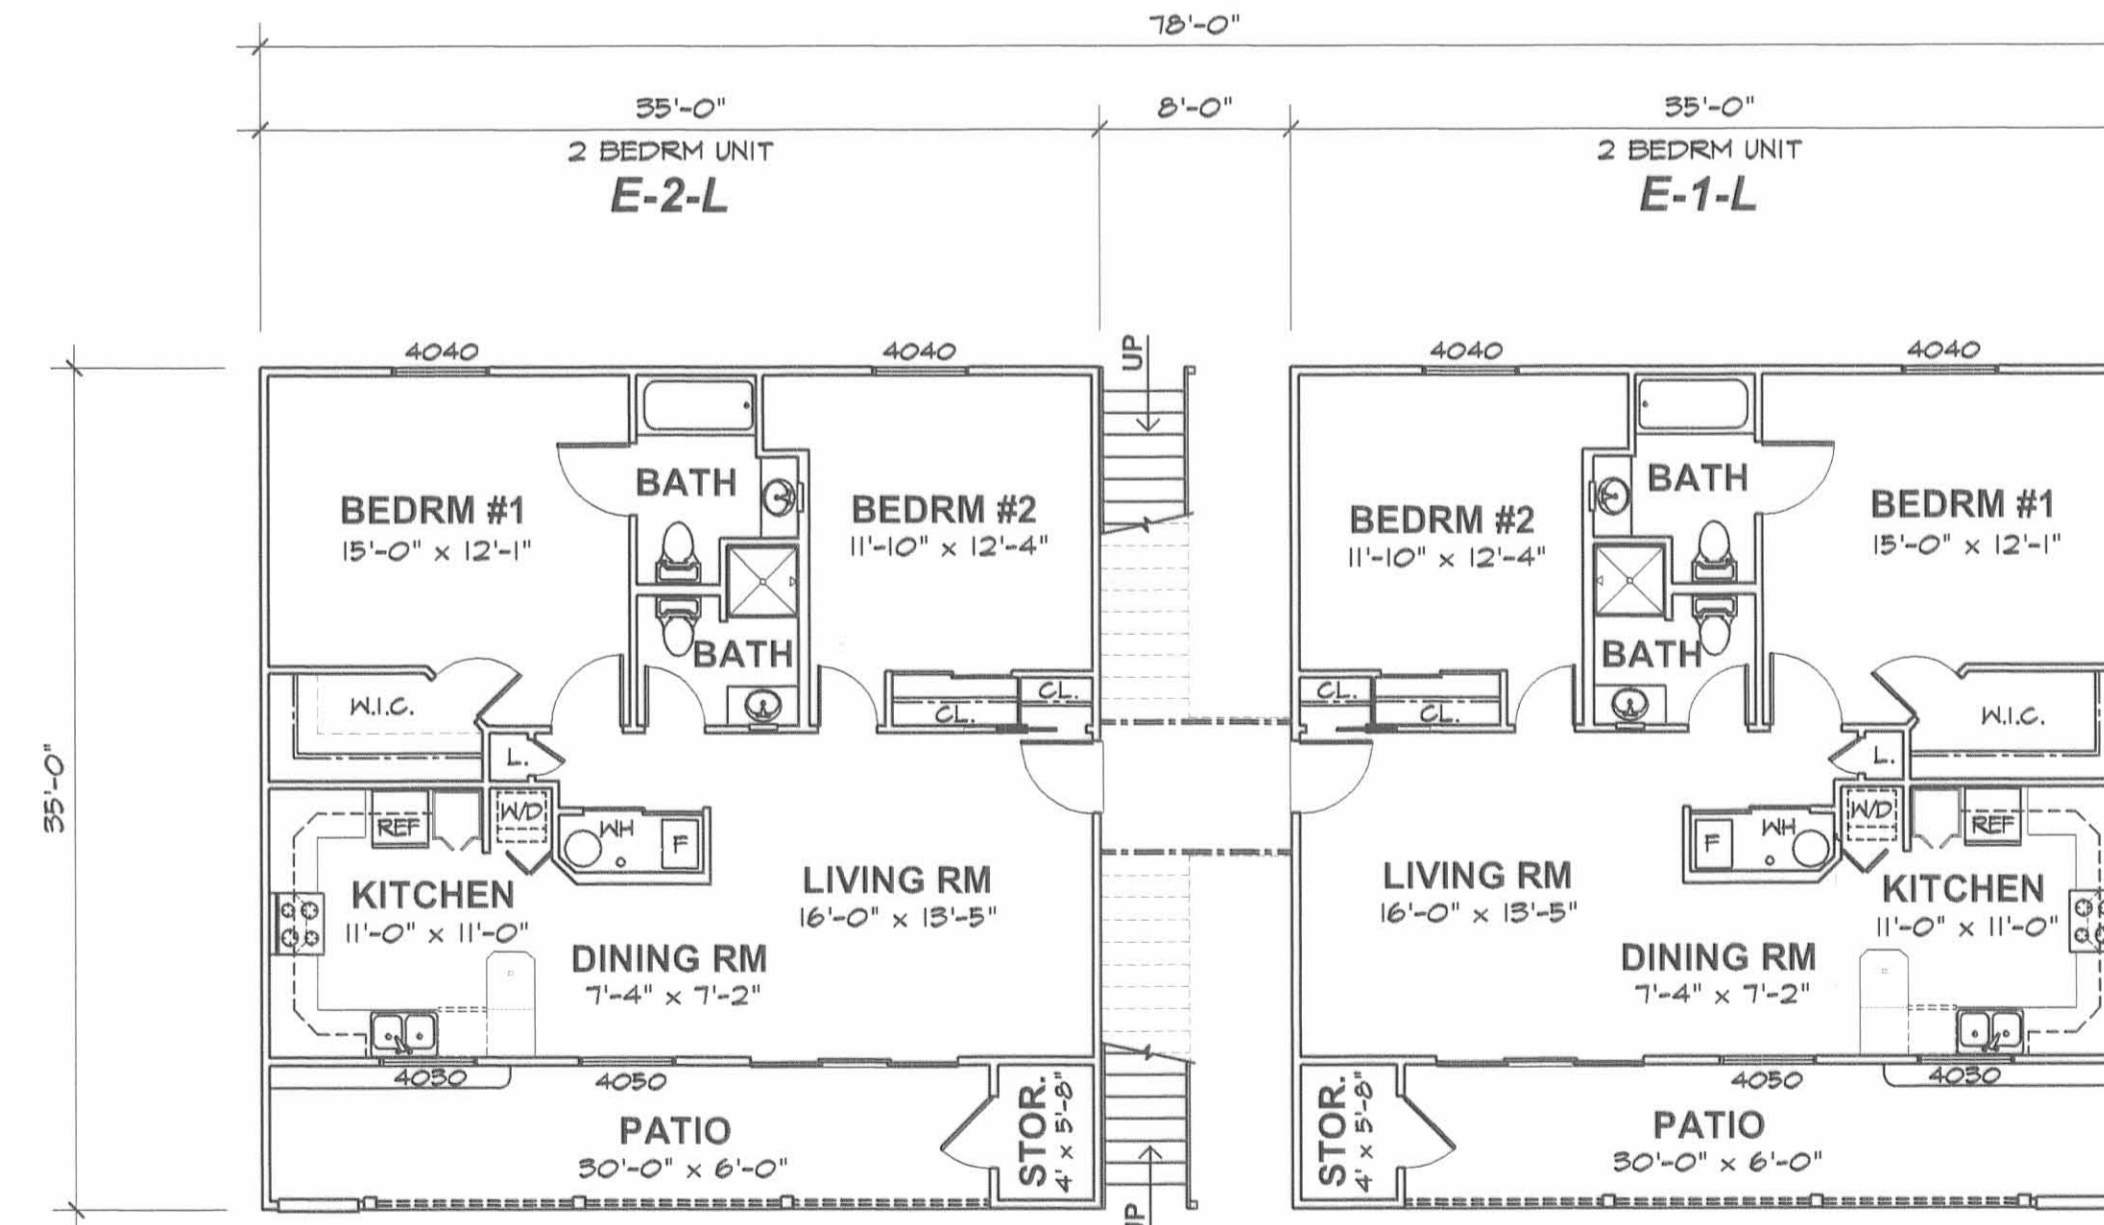 78'-0"
35'-0"
8'-0"
35'-0"
2 BEDRM UNIT
E-2-L
2 BEDRM UNIT
E-1-L
4040
4040
UP
4040
4040
BEDRM #1
15'-0" x 12'-1"
BATH
BEDRM #2
11'-10" x 12'-4"
BEDRM #2
11'-10" x 12'-4"
BATH
BEDRM #1
15'-0" x 12'-1"
BATH
BATH
W.I.C.
CL.
CL.
CL.
CL.
W.I.C.
L.
L.
35'-0"
REF
W/D
WH
F
F
WH
W/D
REF
KITCHEN
11'-0" x 11'-0"
LIVING RM
16'-0" x 13'-5"
LIVING RM
16'-0" x 13'-5"
KITCHEN
11'-0" x 11'-0"
DINING RM
7'-4" x 7'-2"
DINING RM
7'-4" x 7'-2"
4030
4050
4050
4030
PATIO
30'-0" x 6'-0"
STOR.
4' x 5'-8"
STOR.
4' x 5'-8"
PATIO
30'-0" x 6'-0"
UP